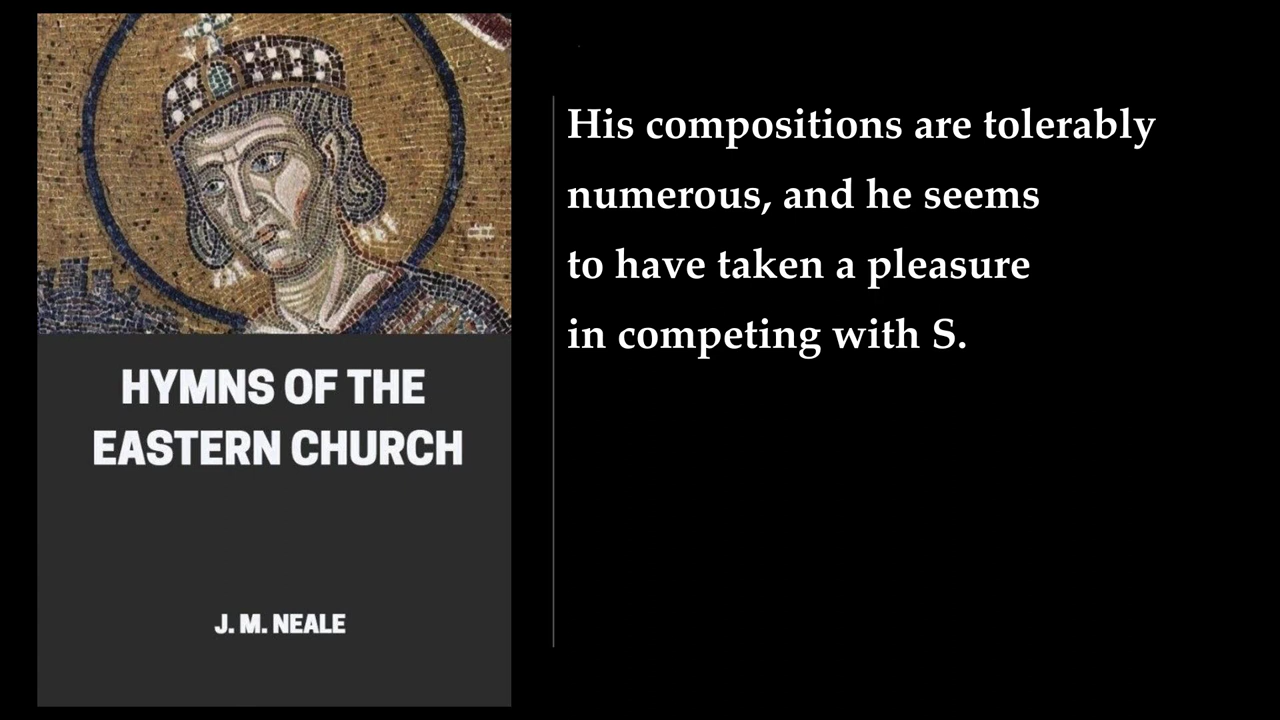 HYMNS OF THE
EASTERN CHURCH
J. M. NEALE
His compositions are tolerably
numerous, and he seems
to have taken a pleasure
in competing with S.